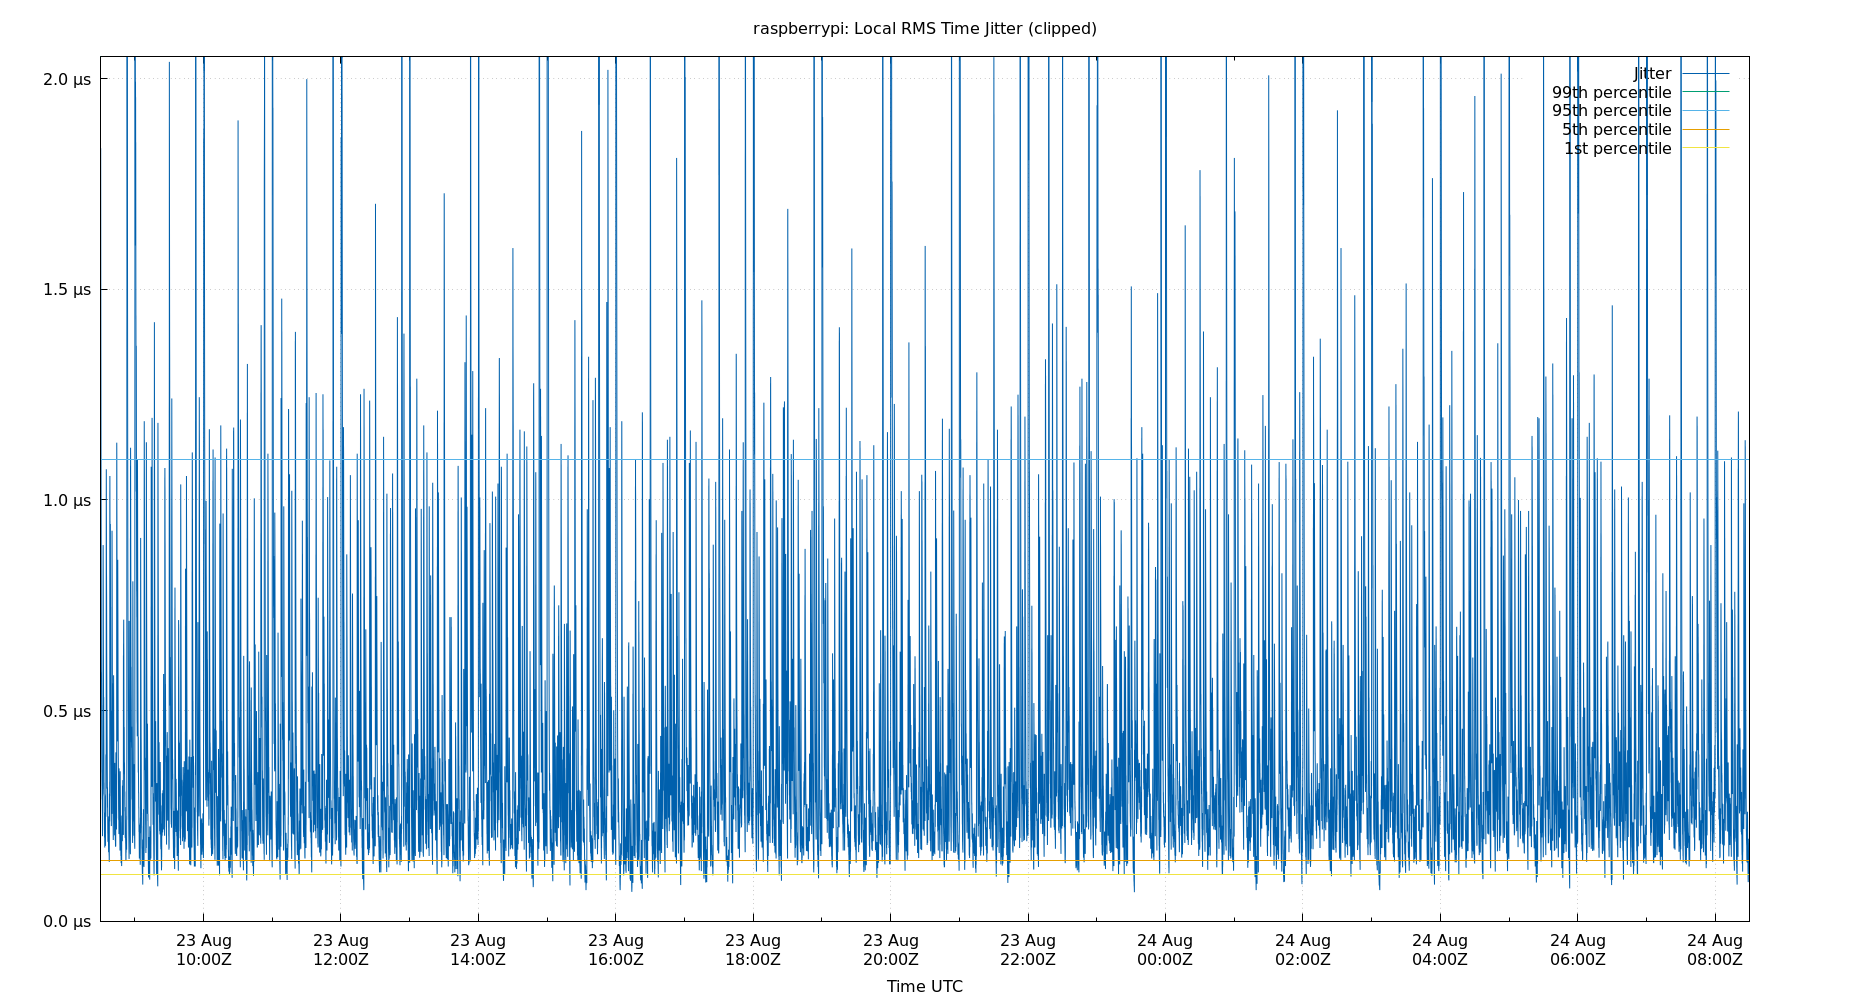 raspberrypi: Local RMS Time Jitter (clipped)
2.0 µs
1.5 µs
1.0 µs
0.5 µs
0.0 µs
Jitter
99th percentile
95th percentile
5th percentile
1st percentile
23 Aug 23 Aug 23 Aug 23 Aug 23 Aug 23 Aug 23 Aug 24 Aug 24 Aug 24 Aug 24 Aug 24 Aug
10:00Z 12:00Z 14:00Z 16:00Z 18:00Z 20:00Z 22:00Z 00:00Z 02:00Z 04:00Z 06:00Z 08:00Z
Time UTC